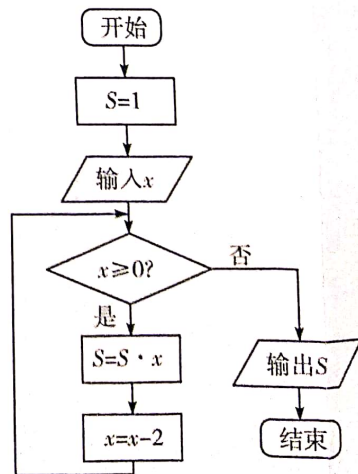 开始
S=1
输入x
x≥0?
否
是
S=S·x
输出S
x=x-2
结束